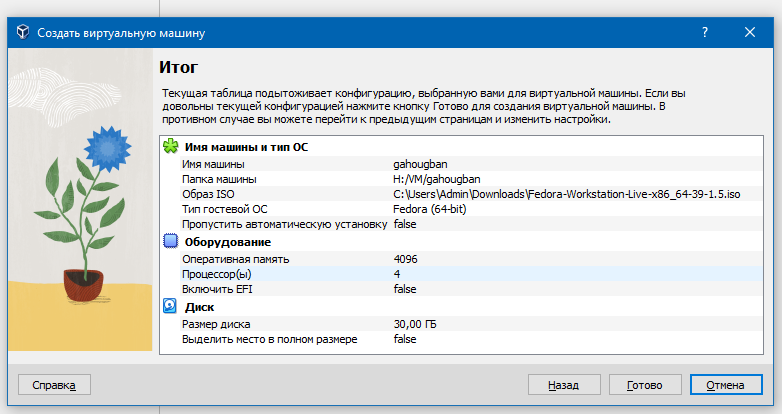 Создать виртуальную машину
?
Итог
Текущая таблица подытоживает конфигурацию, выбранную вами для виртуальной машины. Если вы
довольны текущей конфигурацией нажмите кнопку Готово для создания виртуальной машины. В
противном случае вы можете перейти к предыдущим страницам и изменить настройки.
Имя машины и тип ОС
Имя машины gahougban
Папка машины H:/VM/gahougban
Образ ISO C:\Users\Admin\Downloads\Fedora-Workstation-Live-x86_64-39-1.5.iso
Тип гостевой ОС Fedora (64-bit)
Пропустить автоматическую установку false
Оборудование
Оперативная память 4096
Процессор(ы) 4
Включить EFI false
Диск
Размер диска 30,00 ГБ
Выделить место в полном размере false
Справка Назад Готово Отмена